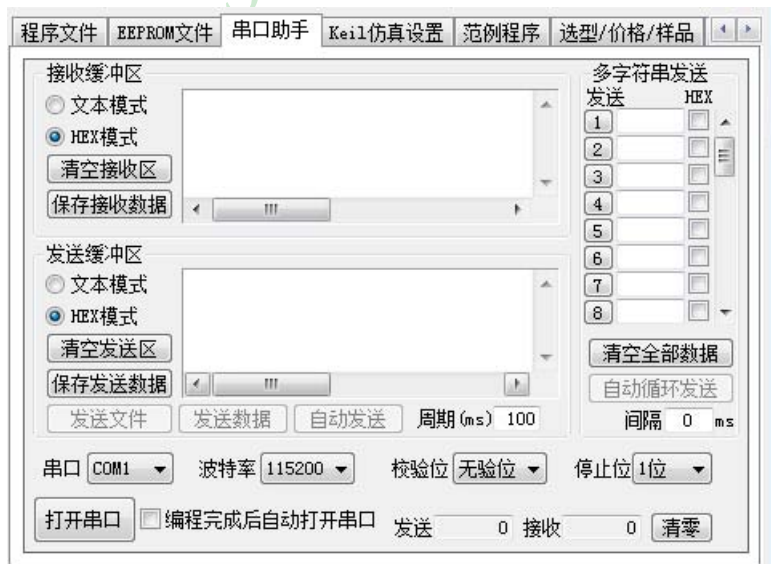 程序文件 EEPROM文件 串口助手 Keil仿真设置 范例程序 选型/价格/样品
接收缓冲区
文本模式
HEX模式
清空接收区
保存接收数据
发送缓冲区
文本模式
HEX模式
清空发送区
保存发送数据
发送文件 发送数据 自动发送 周期(ms) 100
多字符串发送
发送 HEX
1
2
3
4
5
6
7
8
清空全部数据
自动循环发送
间隔 0 ms
串口 COM1 波特率 115200 校验位 无验位 停止位 1位
打开串口 编程完成后自动打开串口 发送 0 接收 0 清零